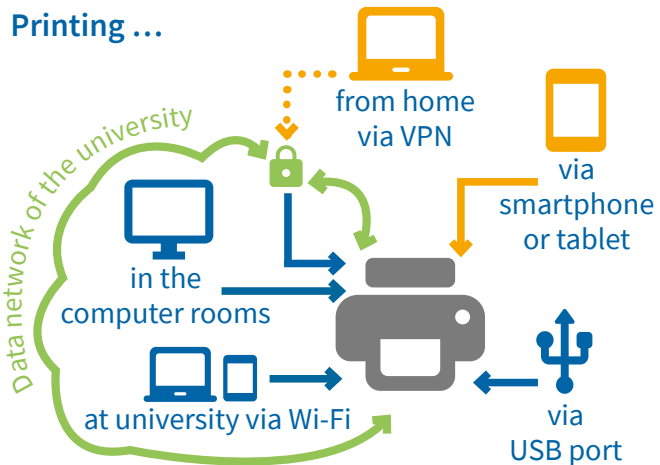 Printing ...
from home
via VPN
Data network of the university
via
smartphone
or tablet
in the
computer rooms
at university via Wi-Fi
via
USB port